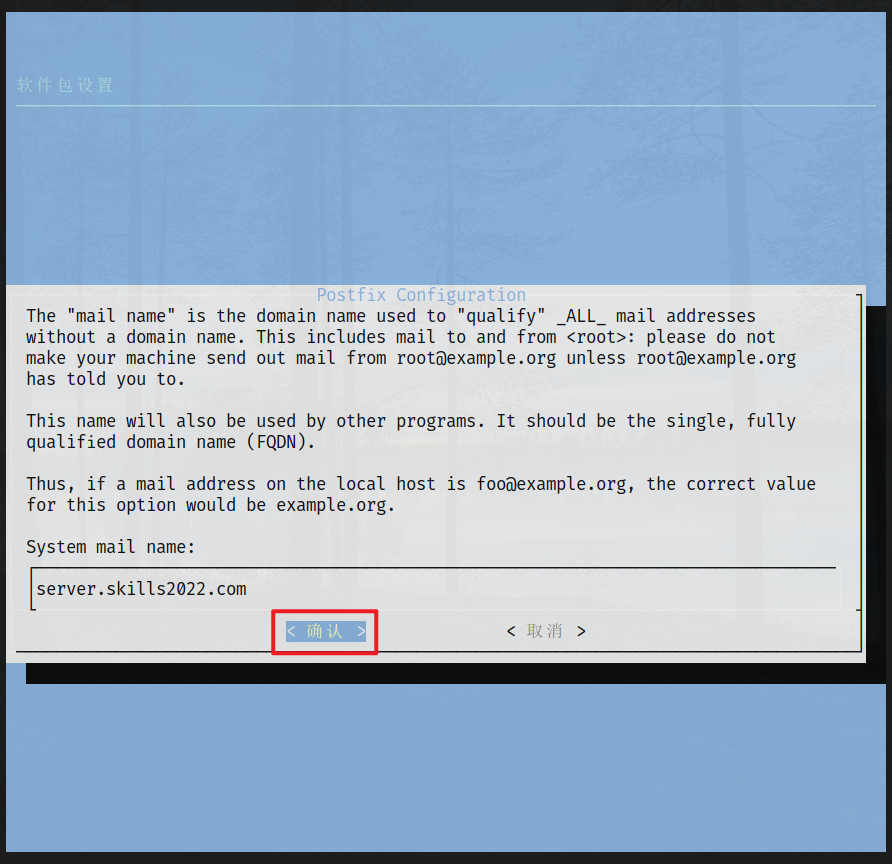 软件包设置
Postfix Configuration
The "mail name" is the domain name used to "qualify" _ALL_ mail addresses
without a domain name. This includes mail to and from <root>: please do not
make your machine send out mail from root@example.org unless root@example.org
has told you to.
This name will also be used by other programs. It should be the single, fully
qualified domain name (FQDN).
Thus, if a mail address on the local host is foo@example.org, the correct value
for this option would be example.org.
System mail name:
server.skills2022.com
< 确认 > < 取消 >